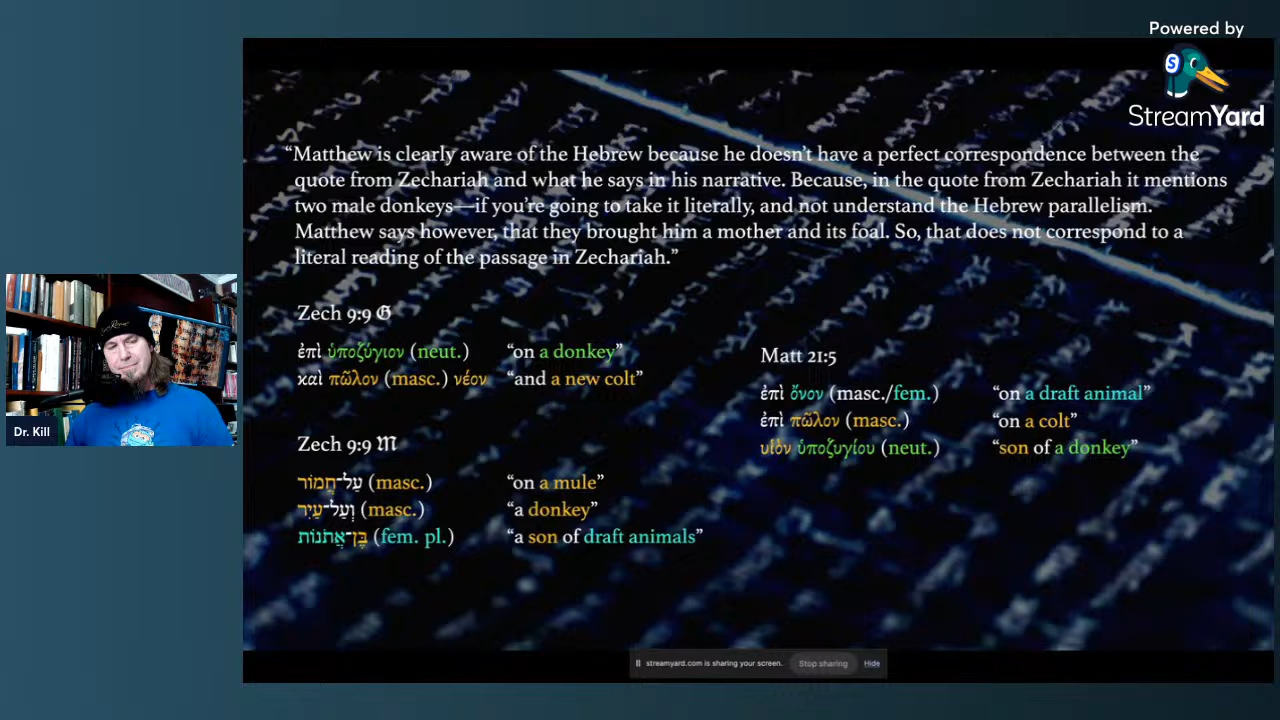 Powered by
StreamYard
“Matthew is clearly aware of the Hebrew because he doesn’t have a perfect correspondence between the
quote from Zechariah and what he says in his narrative. Because, in the quote from Zechariah it mentions
two male donkeys—if you’re going to take it literally, and not understand the Hebrew parallelism.
Matthew says however, that they brought him a mother and its foal. So, that does not correspond to a
literal reading of the passage in Zechariah.”
Zech 9:9 𝕲
ἐπὶ ὑποζύγιον (neut.) “on a donkey”
καὶ πῶλον (masc.) νέον “and a new colt”
Zech 9:9 𝕸
עַל־חֲמוֹר (masc.) “on a mule”
וְעַל־עַיִר (masc.) “a donkey”
בֶּן־אֲתֹנוֹת (fem. pl.) “a son of draft animals”
Matt 21:5
ἐπὶ ὄνον (masc./fem.) “on a draft animal”
ἐπὶ πῶλον (masc.) “on a colt”
υἱὸν ὑποζυγίου (neut.) “son of a donkey”
Dr. Kill
streamyard.com is sharing your screen. Stop sharing Hide